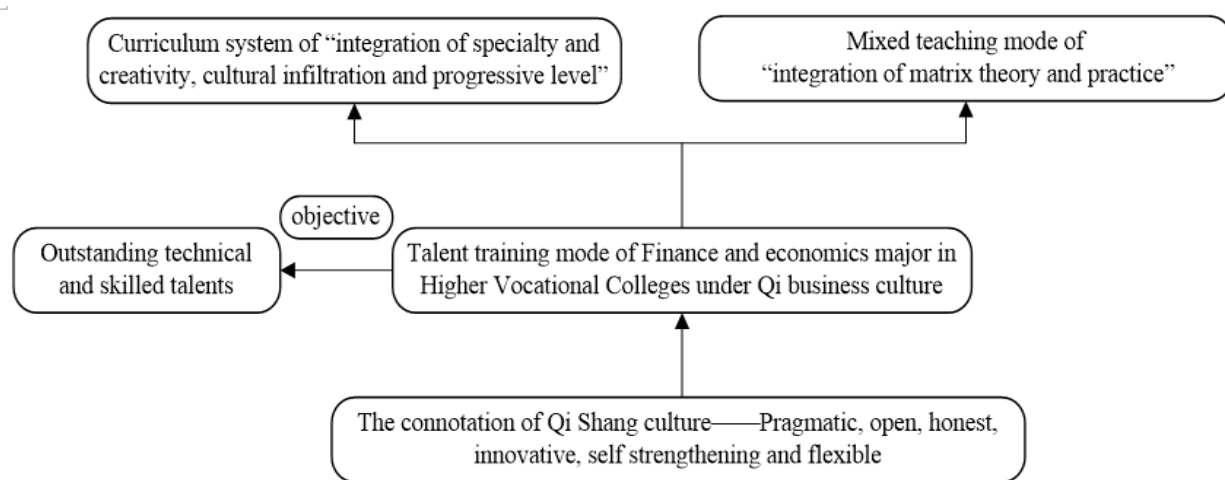 Curriculum system of “integration of specialty and
creativity, cultural infiltration and progressive level”
Mixed teaching mode of
“integration of matrix theory and practice”
objective
Outstanding technical
and skilled talents
Talent training mode of Finance and economics major in
Higher Vocational Colleges under Qi business culture
The connotation of Qi Shang culture——Pragmatic, open, honest,
innovative, self strengthening and flexible